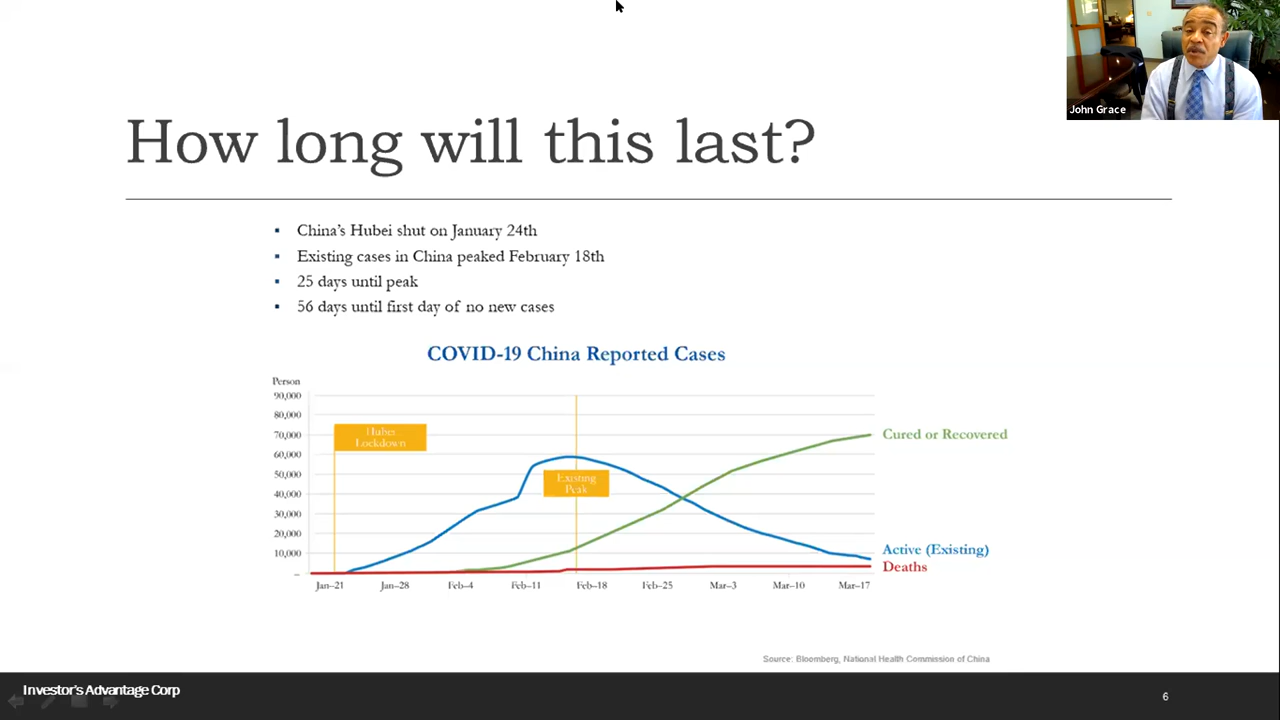 John Grace
How long will this last?
China's Hubei shut on January 24th
Existing cases in China peaked February 18th
25 days until peak
56 days until first day of no new cases
COVID-19 China Reported Cases
Person
90,000
80,000
70,000
60,000
50,000
40,000
30,000
20,000
10,000
–
Hubei
Lockdown
Existing
Peak
Cured or Recovered
Active (Existing)
Deaths
Jan–21 Jan–28 Feb–4 Feb–11 Feb–18 Feb–25 Mar–3 Mar–10 Mar–17
Source: Bloomberg, National Health Commission of China
Investor's Advantage Corp
6